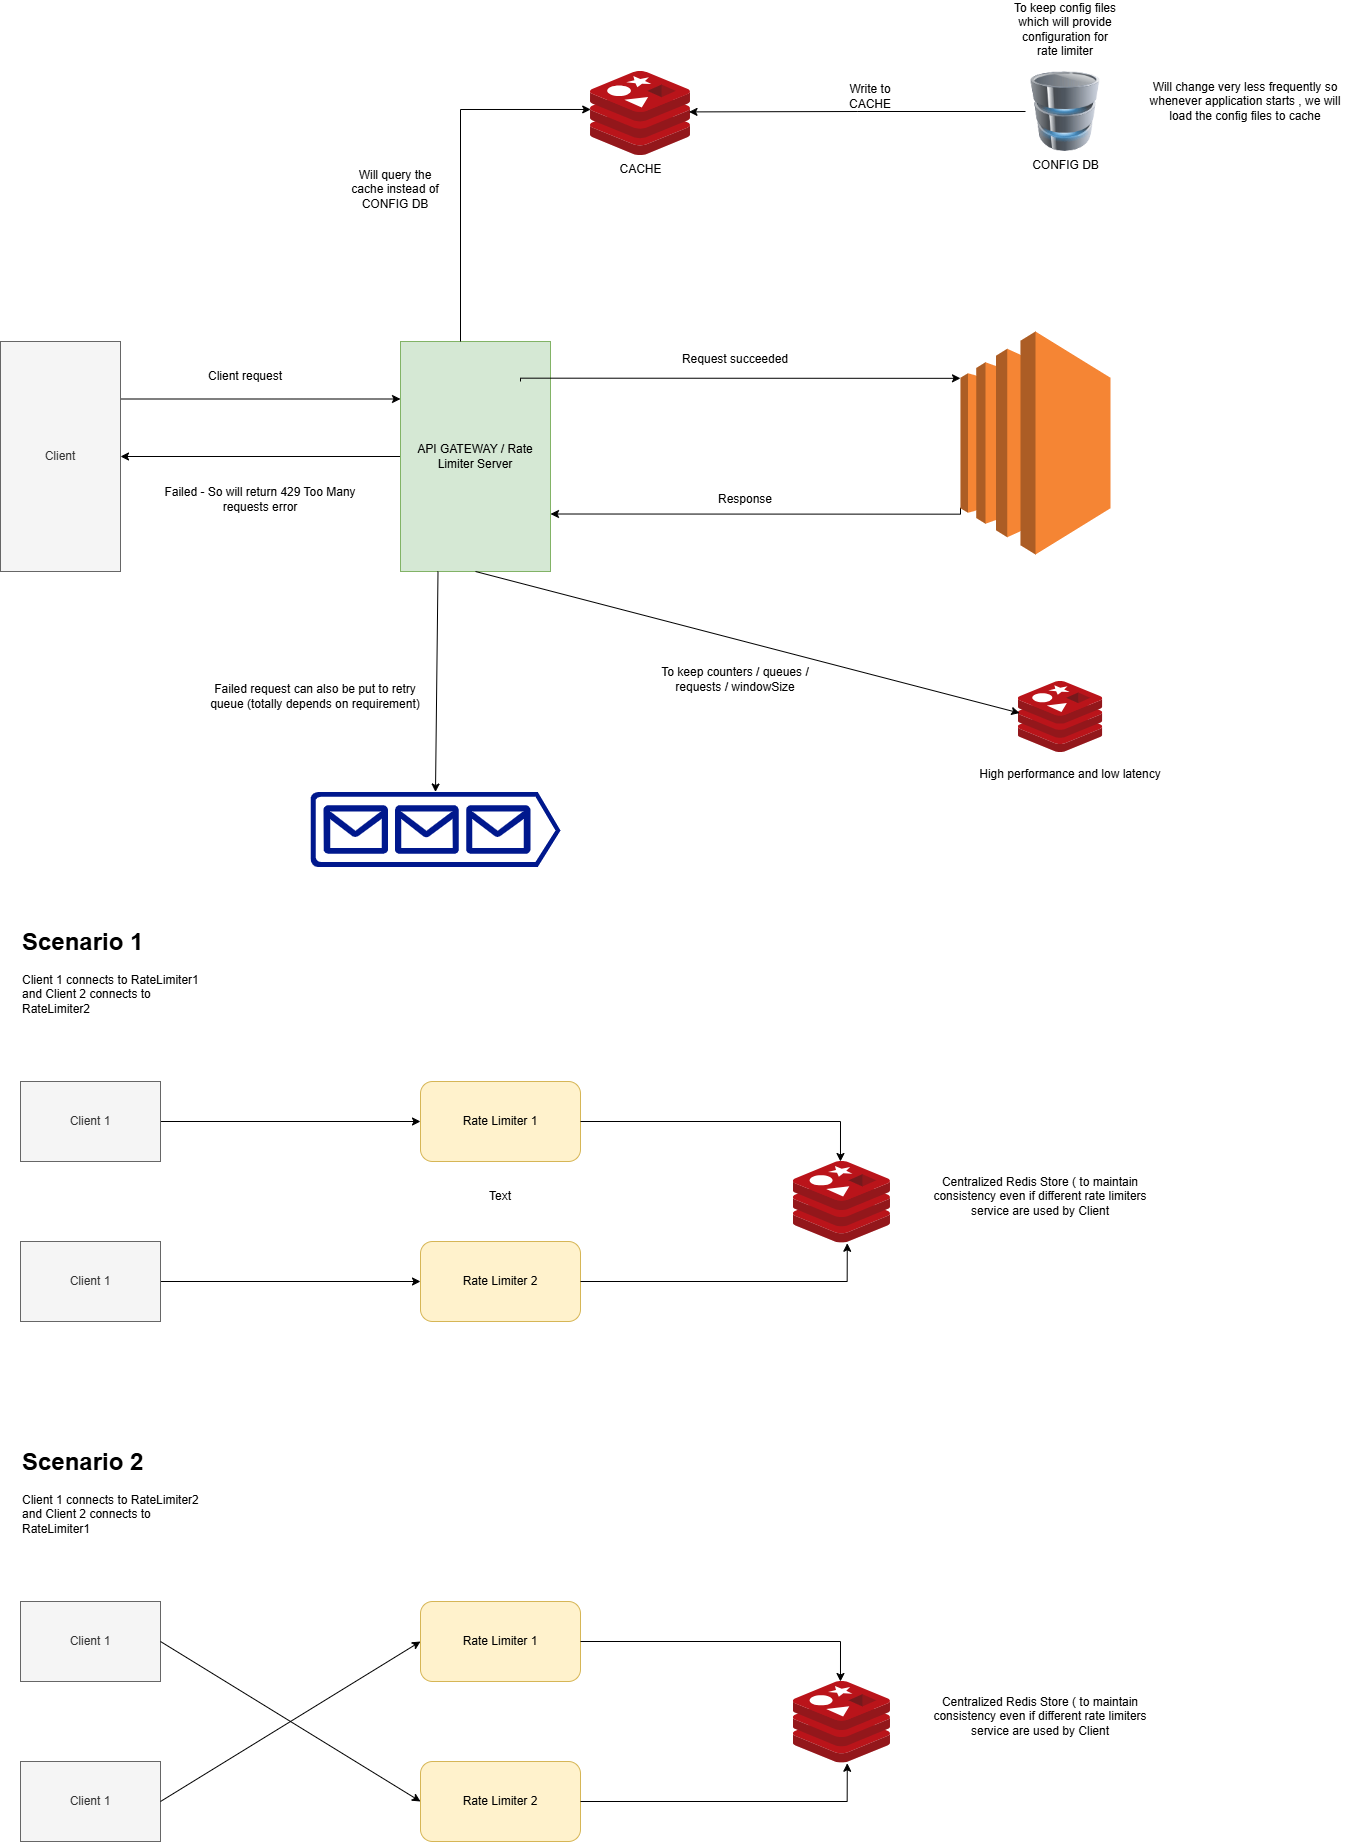 To keep config files
which will provide
configuration for
rate limiter
Write to
CACHE
Will change very less frequently so
whenever application starts , we will
load the config files to cache
CACHE
CONFIG DB
Will query the
cache instead of
CONFIG DB
Client request
Request succeeded
Client
API GATEWAY / Rate
Limiter Server
Failed - So will return 429 Too Many
requests error
Response
To keep counters / queues /
requests / windowSize
Failed request can also be put to retry
queue (totally depends on requirement)
High performance and low latency
Scenario 1
Client 1 connects to RateLimiter1
and Client 2 connects to
RateLimiter2
Client 1
Rate Limiter 1
Text
Centralized Redis Store ( to maintain
consistency even if different rate limiters
service are used by Client
Client 1
Rate Limiter 2
Scenario 2
Client 1 connects to RateLimiter2
and Client 2 connects to
RateLimiter1
Client 1
Rate Limiter 1
Centralized Redis Store ( to maintain
consistency even if different rate limiters
service are used by Client
Client 1
Rate Limiter 2